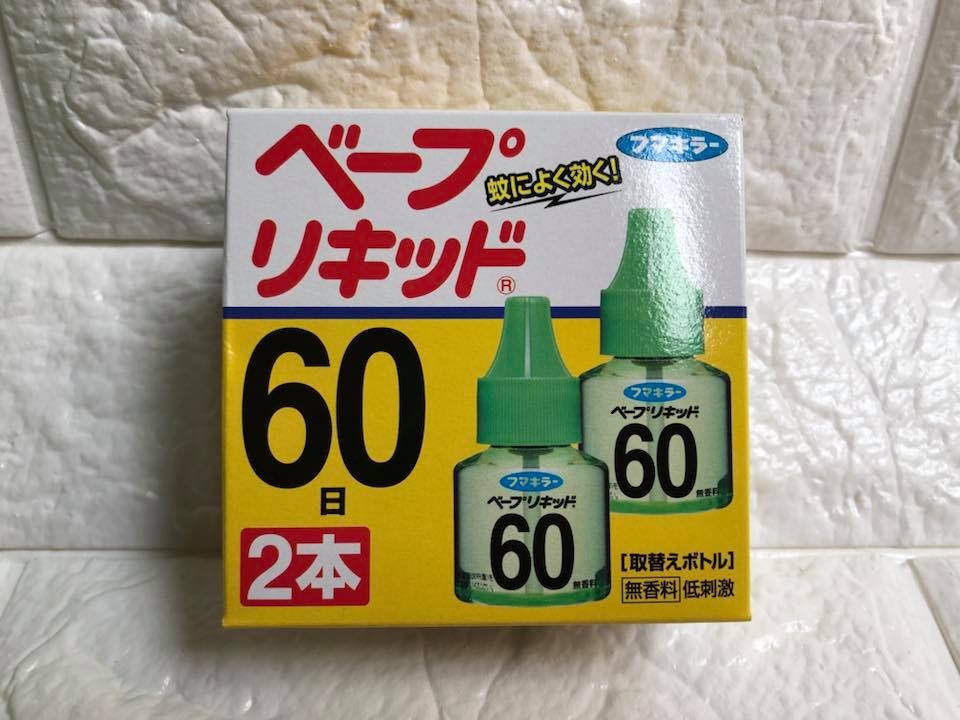 ベープ
リキッド®
蚊によく効く!
フマキラー
60
日
2本
フマキラー
ベープリキッド
60
無香料
フマキラー
ベープリキッド
60
無香料
[取替えボトル]
無香料 低刺激